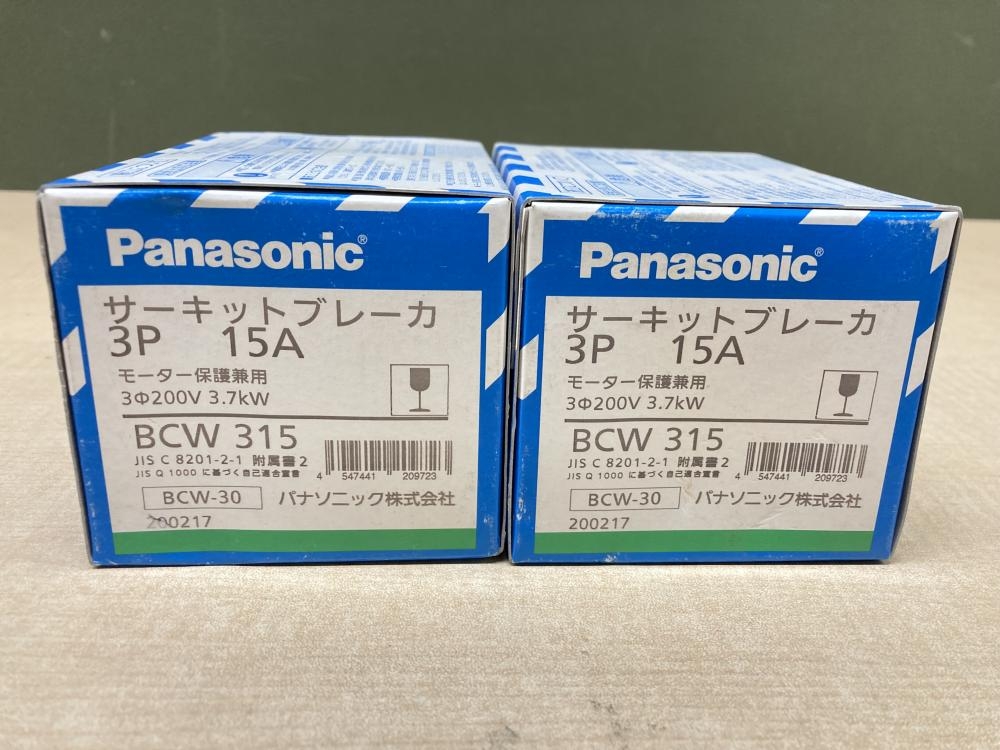 Panasonic®
サーキットブレーカ
3P 15A
モーター保護兼用
3Φ200V 3.7kW
BCW 315
JIS C 8201-2-1 附属書2
JIS Q 1000 に基づく自己適合宣言
4 547441 209723
BCW-30 パナソニック株式会社
200217
Panasonic®
サーキットブレーカ
3P 15A
モーター保護兼用
3Φ200V 3.7kW
BCW 315
JIS C 8201-2-1 附属書2
JIS Q 1000 に基づく自己適合宣言
4 547441 209723
BCW-30 パナソニック株式会社
200217